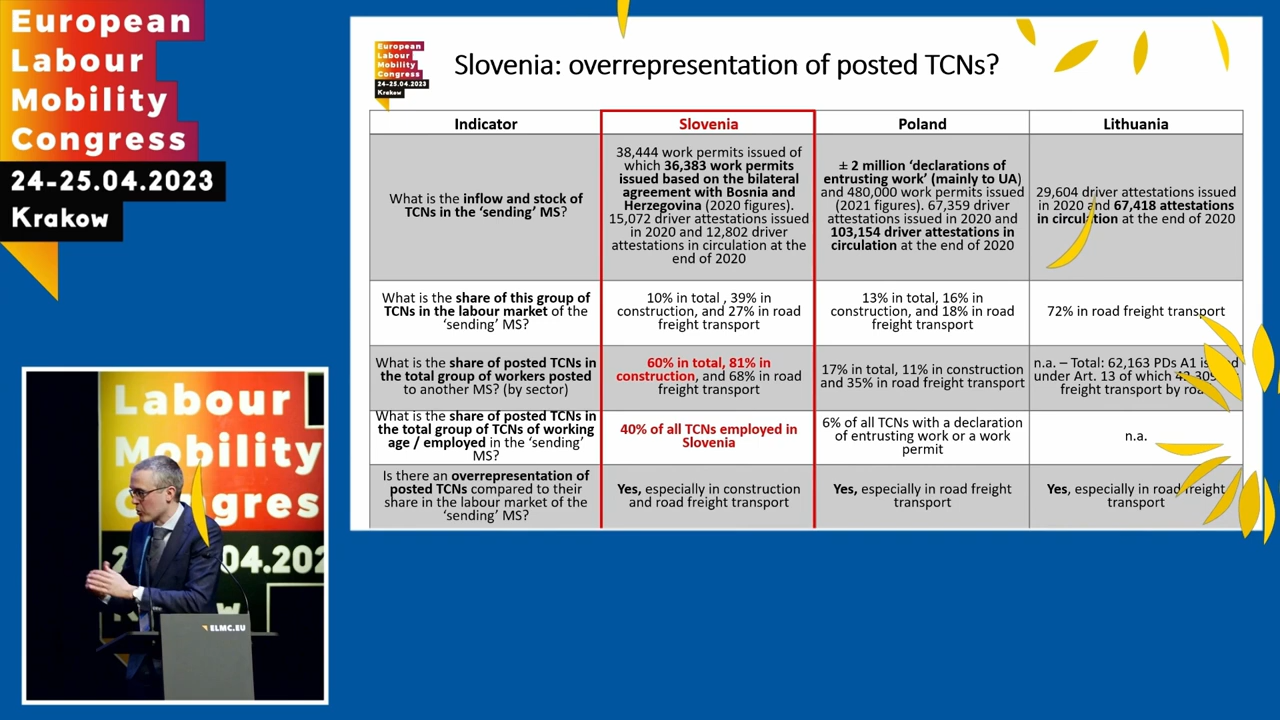 European
Labour
Mobility
Congress
24-25.04.2023
Krakow
European
Labour
Mobility
Congress
24-25.04.2023
Krakow
Slovenia: overrepresentation of posted TCNs?
Indicator
Slovenia
Poland
Lithuania
What is the inflow and stock of
TCNs in the ‘sending’ MS?
38,444 work permits issued of
which 36,383 work permits
issued based on the bilateral
agreement with Bosnia and
Herzegovina (2020 figures).
15,072 driver attestations issued
in 2020 and 12,802 driver
attestations in circulation at the
end of 2020
± 2 million ‘declarations of
entrusting work’ (mainly to UA)
and 480,000 work permits issued
(2021 figures). 67,359 driver
attestations issued in 2020 and
103,154 driver attestations in
circulation at the end of 2020
29,604 driver attestations issued
in 2020 and 67,418 attestations
in circulation at the end of 2020
What is the share of this group of
TCNs in the labour market of the
‘sending’ MS?
10% in total , 39% in
construction, and 27% in road
freight transport
13% in total, 16% in
construction, and 18% in road
freight transport
72% in road freight transport
What is the share of posted TCNs in
the total group of workers posted
to another MS? (by sector)
60% in total, 81% in
construction, and 68% in road
freight transport
17% in total, 11% in construction
and 35% in road freight transport
n.a. – Total: 62,163 PDs A1
under Art. 13 of which
freight transport by
What is the share of posted TCNs in
the total group of TCNs of working
age / employed in the ‘sending’
MS?
40% of all TCNs employed in
Slovenia
6% of all TCNs with a declaration
of entrusting work or a work
permit
n.a.
Is there an overrepresentation of
posted TCNs compared to their
share in the labour market of the
‘sending’ MS?
Yes, especially in construction
and road freight transport
Yes, especially in road freight
transport
Yes, especially in road freight
transport
Labour
Mobility
ELMC.EU